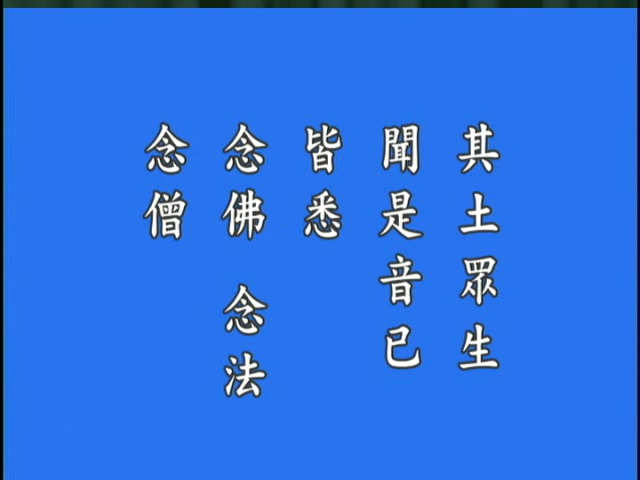 其土眾生
聞是音已
皆悉
念佛 念法
念僧